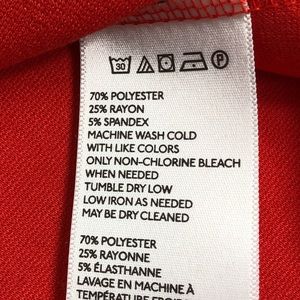 30 P
70% POLYESTER
25% RAYON
5% SPANDEX
MACHINE WASH COLD
WITH LIKE COLORS
ONLY NON-CHLORINE BLEACH
WHEN NEEDED
TUMBLE DRY LOW
LOW IRON AS NEEDED
MAY BE DRY CLEANED
70% POLYESTER
25% RAYONNE
5% ÉLASTHANNE
LAVAGE EN MACHINE À
TEMPÉRATURE